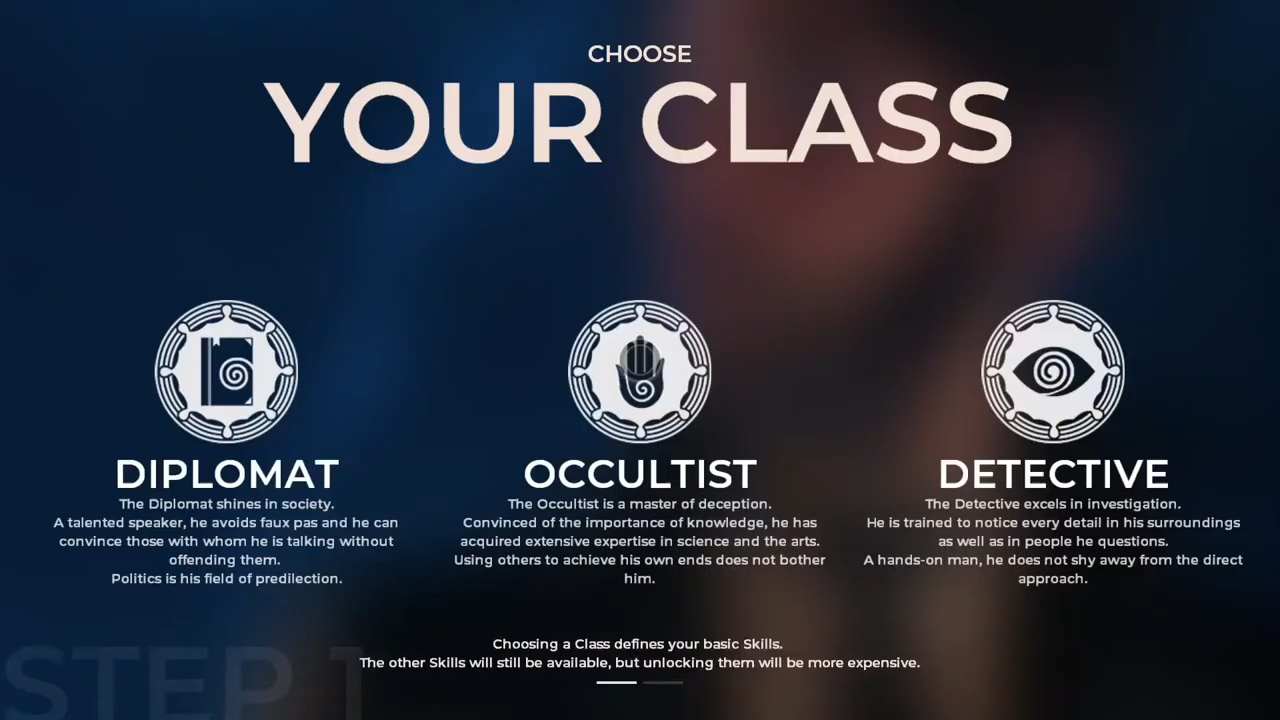 CHOOSE
YOUR CLASS
DIPLOMAT
The Diplomat shines in society.
A talented speaker, he avoids faux pas and he can
convince those with whom he is talking without
offending them.
Politics is his field of predilection.
OCCULTIST
The Occultist is a master of deception.
Convinced of the importance of knowledge, he has
acquired extensive expertise in science and the arts.
Using others to achieve his own ends does not bother
him.
DETECTIVE
The Detective excels in investigation.
He is trained to notice every detail in his surroundings
as well as in people he questions.
A hands-on man, he does not shy away from the direct
approach.
Choosing a Class defines your basic Skills.
The other Skills will still be available, but unlocking them will be more expensive.
STEP 1